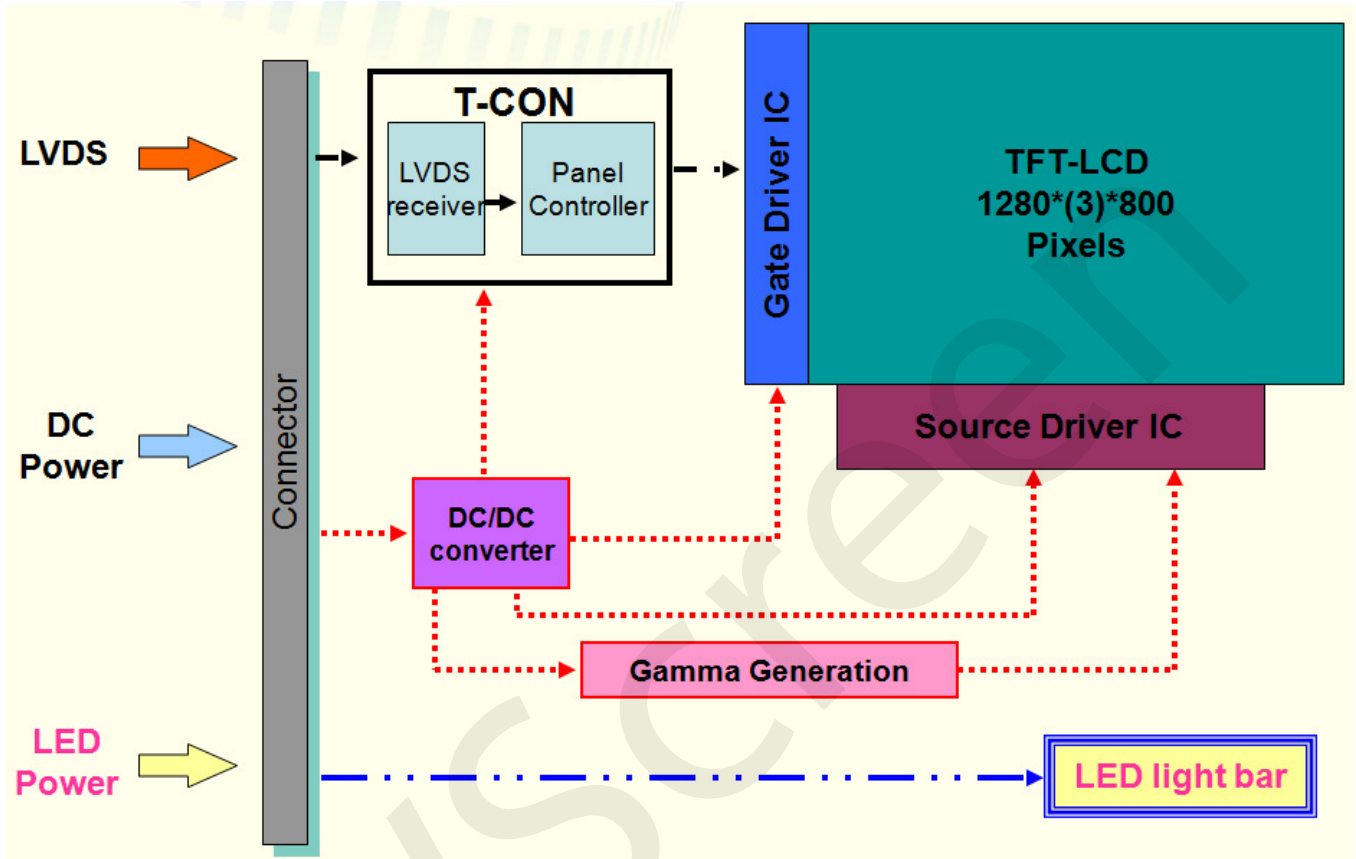 T-CON
LVDS
LVDS
receiver
Panel
Controller
Gate Driver IC
TFT-LCD
1280*(3)*800
Pixels
Source Driver IC
DC
Power
Connector
DC/DC
converter
Gamma Generation
LED
Power
LED light bar
Screen